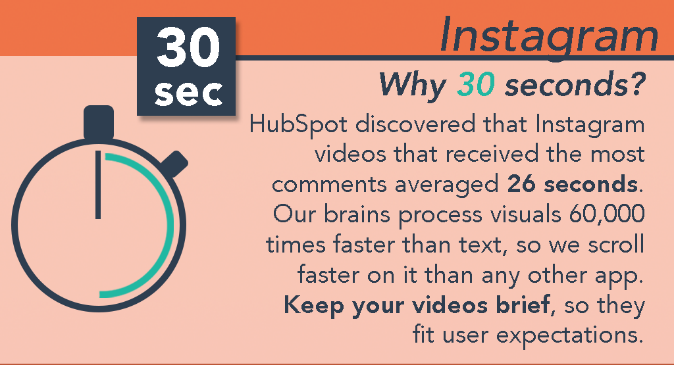 30
sec
Instagram
Why 30 seconds?
HubSpot discovered that Instagram
videos that received the most
comments averaged 26 seconds.
Our brains process visuals 60,000
times faster than text, so we scroll
faster on it than any other app.
Keep your videos brief, so they
fit user expectations.